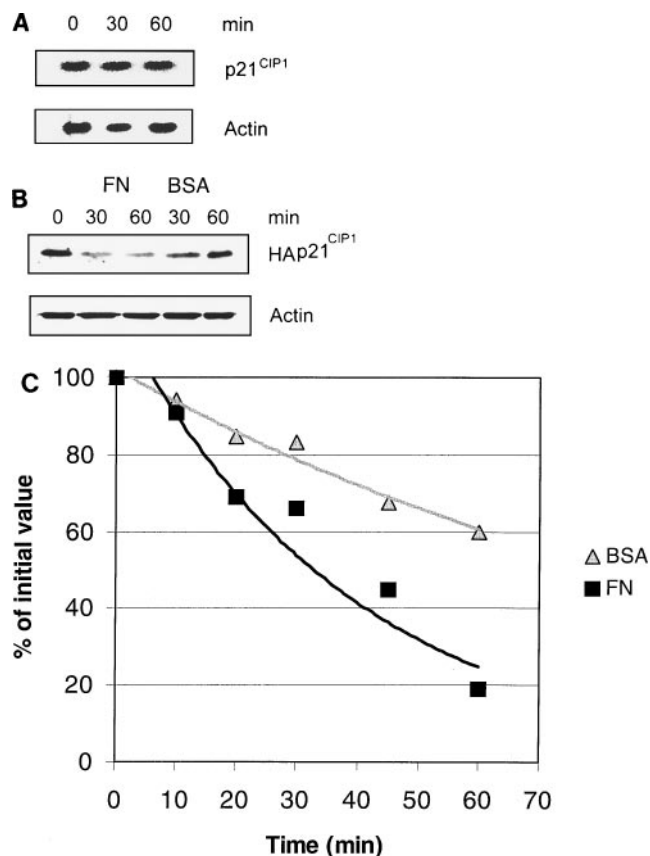 A 0 30 60 min
p21CIP1
Actin
FN BSA
B 0 30 60 30 60 min
HAp21CIP1
Actin
C
100
80
60
40
20
0
% of initial value
BSA
FN
0 10 20 30 40 50 60 70
Time (min)